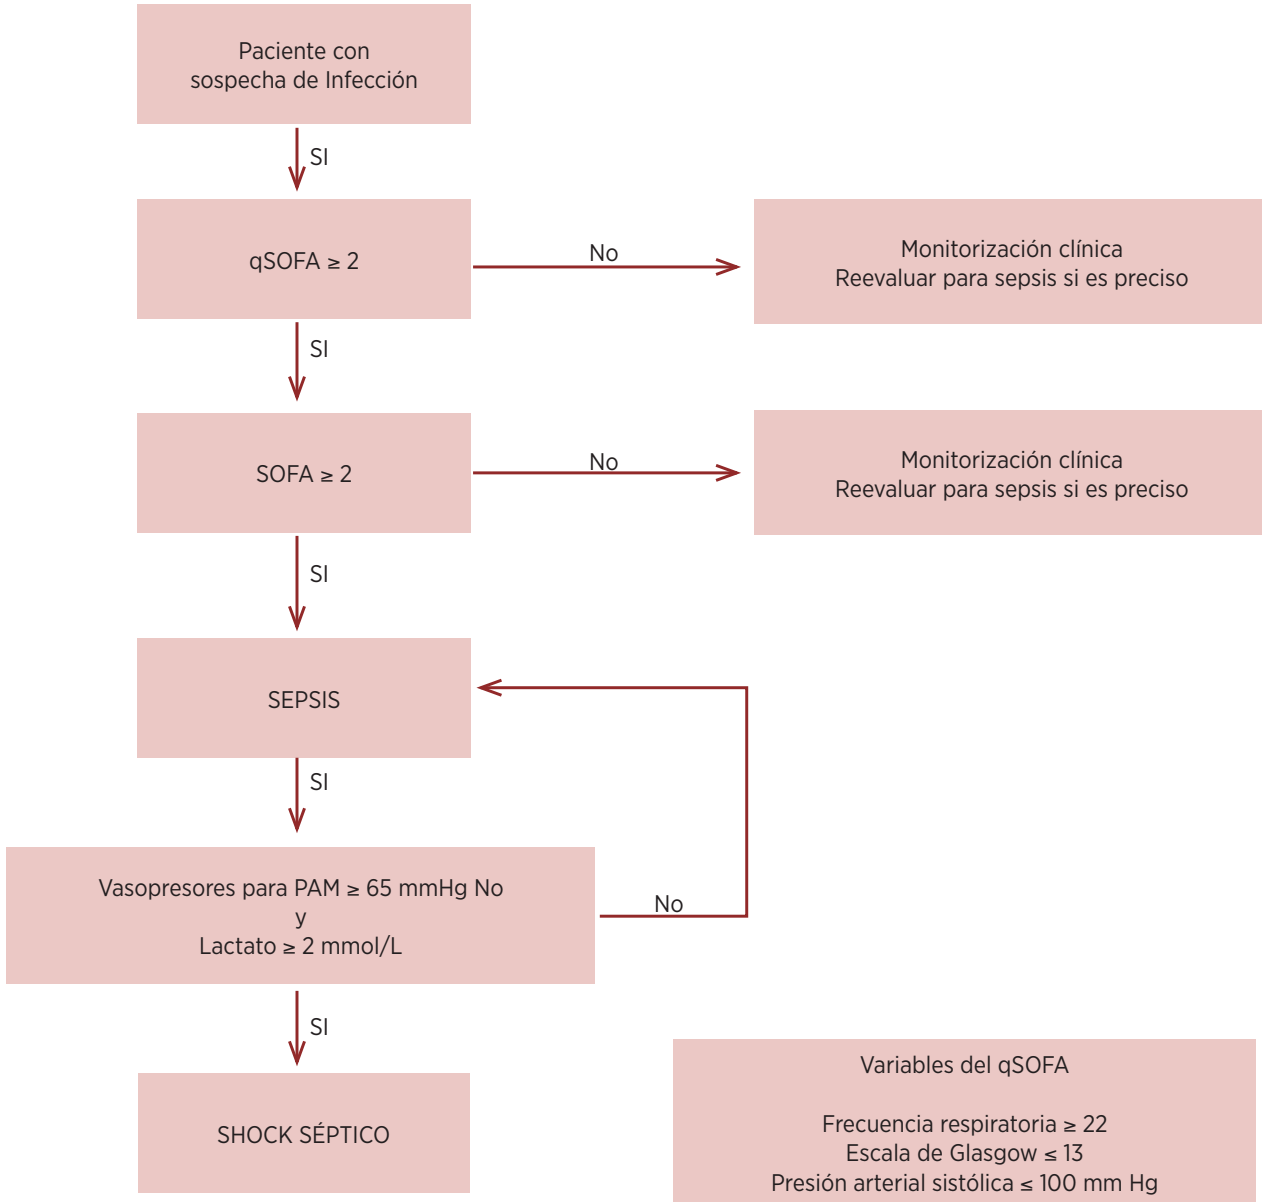 Paciente con
sospecha de Infección
SI
qSOFA ≥ 2
No
Monitorización clínica
Reevaluar para sepsis si es preciso
SI
SOFA ≥ 2
No
Monitorización clínica
Reevaluar para sepsis si es preciso
SI
SEPSIS
SI
Vasopresores para PAM ≥ 65 mmHg No
y
Lactato ≥ 2 mmol/L
No
SI
SHOCK SÉPTICO
Variables del qSOFA
Frecuencia respiratoria ≥ 22
Escala de Glasgow ≤ 13
Presión arterial sistólica ≤ 100 mm Hg